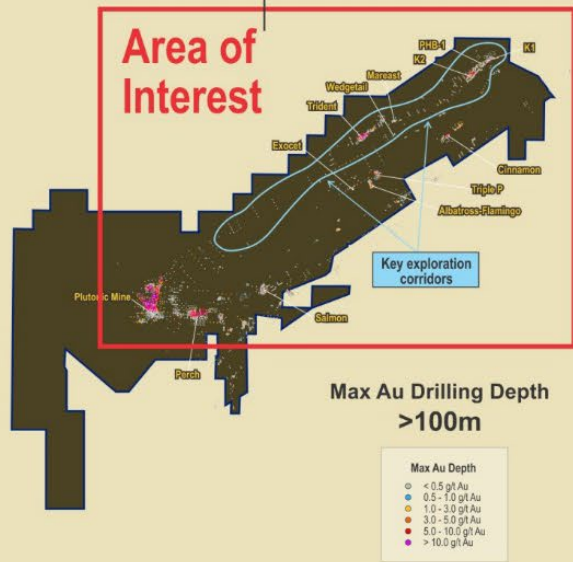 Area of
Interest
PHB-1
K2
K1
Mareast
Wedgetail
Trident
Exocet
Cinnamon
Triple P
Albatross-Flamingo
Key exploration
corridors
Plutonic Mine
Salmon
Perch
Max Au Drilling Depth
>100m
Max Au Depth
< 0.5 g/t Au
0.5 - 1.0 g/t Au
1.0 - 3.0 g/t Au
3.0 - 5.0 g/t Au
5.0 - 10.0 g/t Au
> 10.0 g/t Au